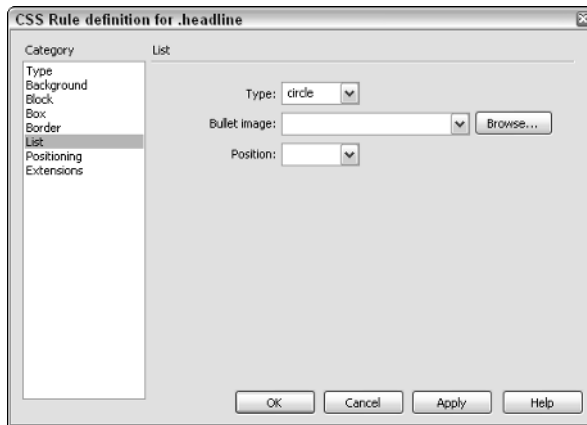 CSS Rule definition for .headline
Category
List
Type
Background
Block
Box
Border
List
Positioning
Extensions
Type: circle
Bullet image: Browse...
Position:
OK Cancel Apply Help